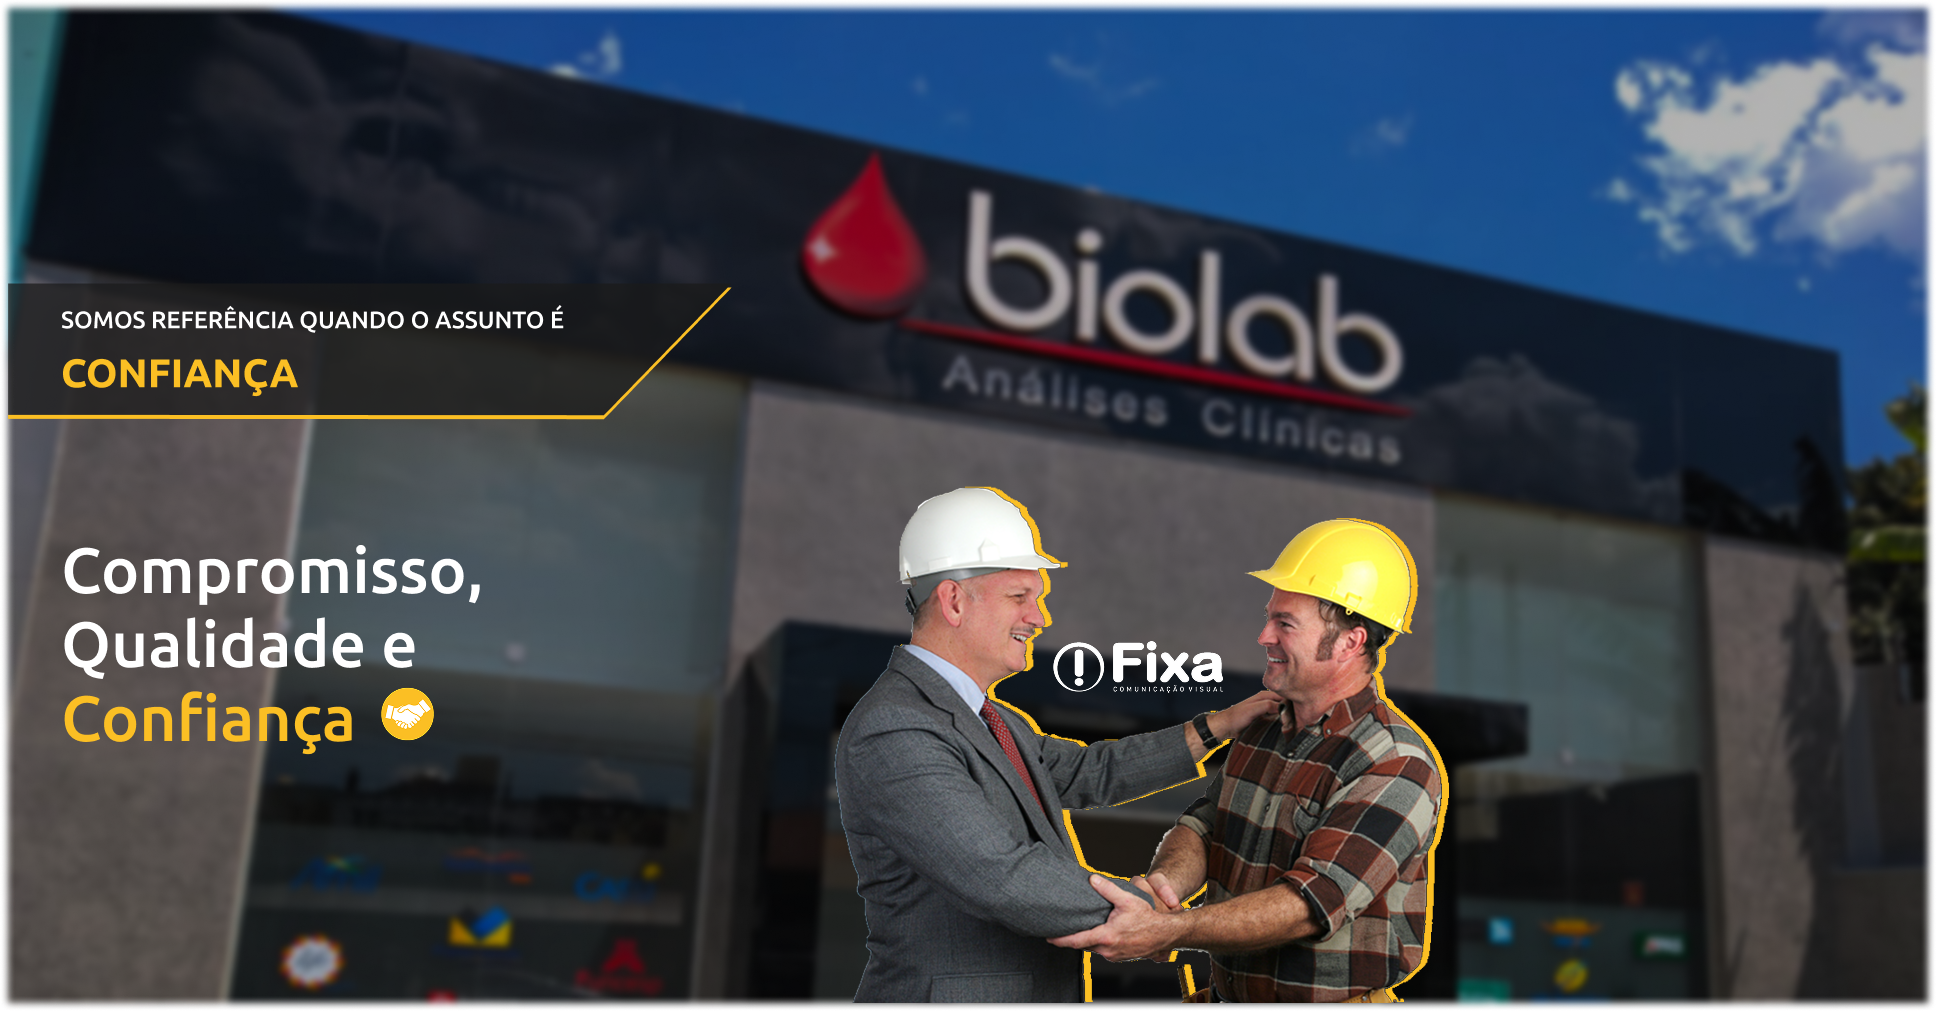 biolab
Análises Clínicas
SOMOS REFERÊNCIA QUANDO O ASSUNTO É
CONFIANÇA
Compromisso,
Qualidade e
Confiança
Fixa
COMUNICAÇÃO VISUAL